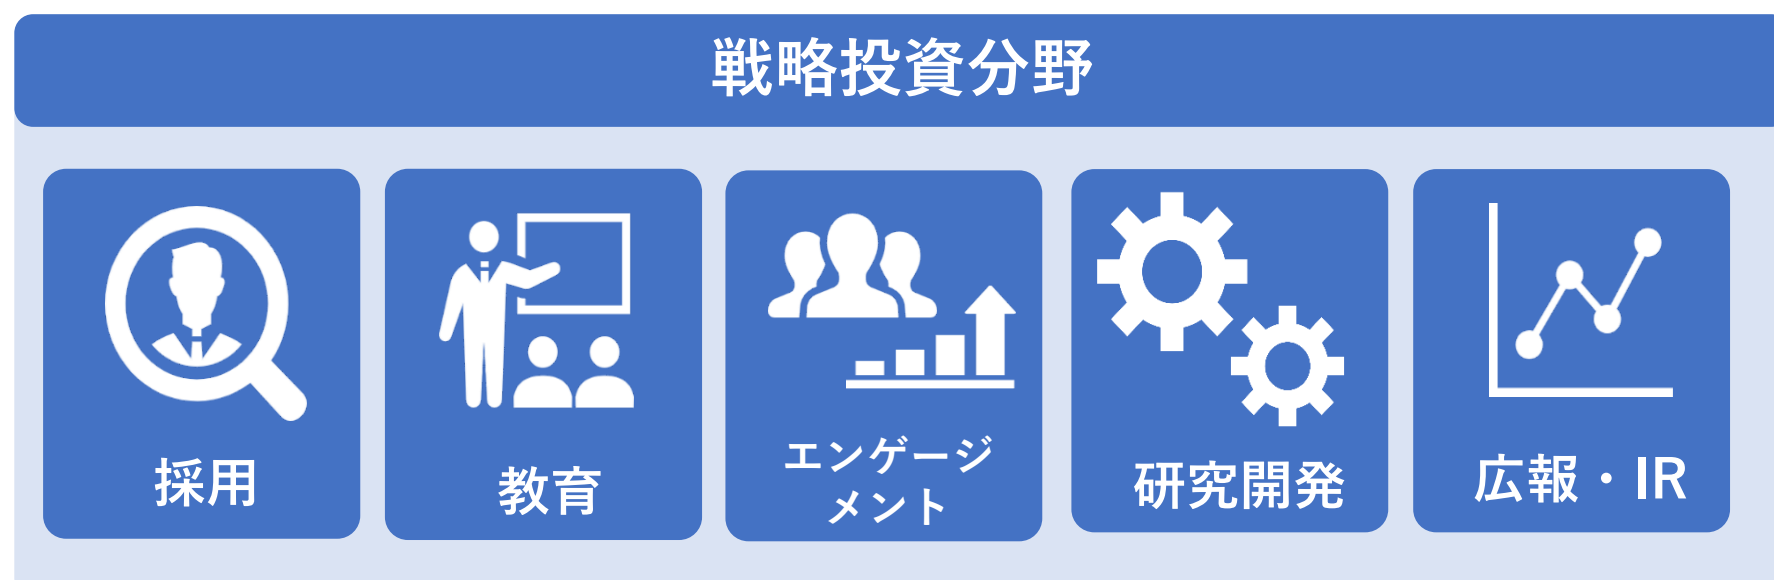 戦略投資分野
採用
教育
エンゲージ
メント
研究開発
広報・IR